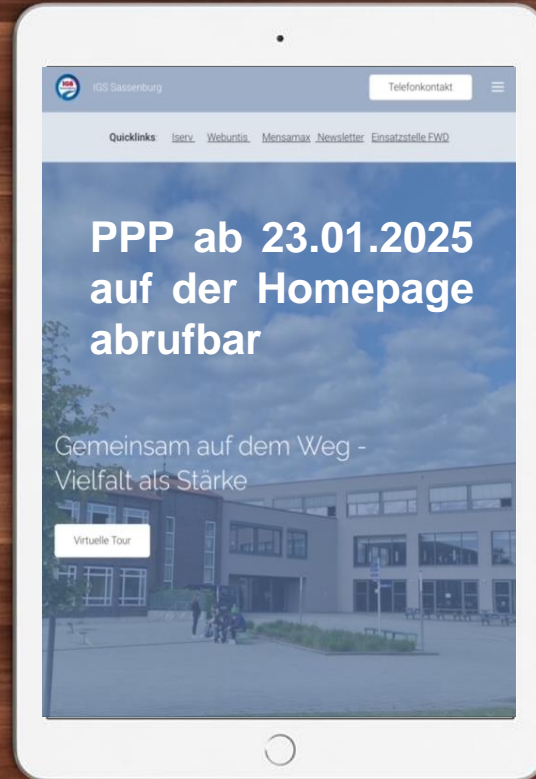 IGS
IGS Sassenburg
Telefonkontakt
Quicklinks: Iserv Webuntis Mensamax Newsletter Einsatzstelle FWD
PPP ab 23.01.2025
auf der Homepage
abrufbar
Gemeinsam auf dem Weg -
Vielfalt als Stärke
Virtuelle Tour